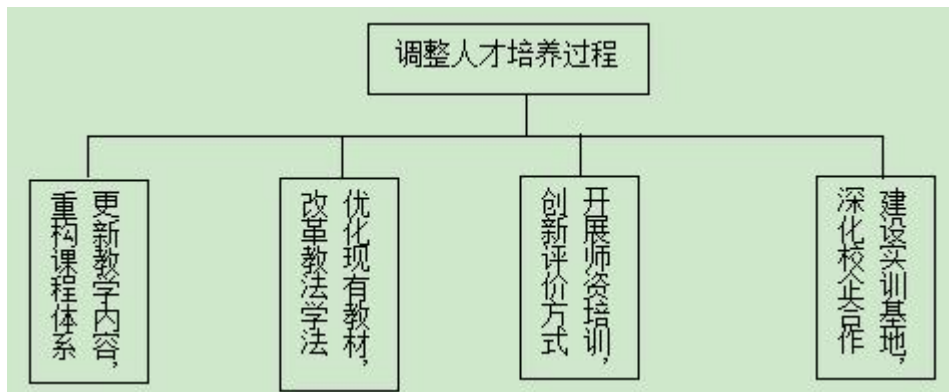 调整人才培养过程
更新教学内容，
重构课程体系
优化现有教材，
改革教法学法
开展师资培训，
创新评价方式
建设实训基地，
深化校企合作